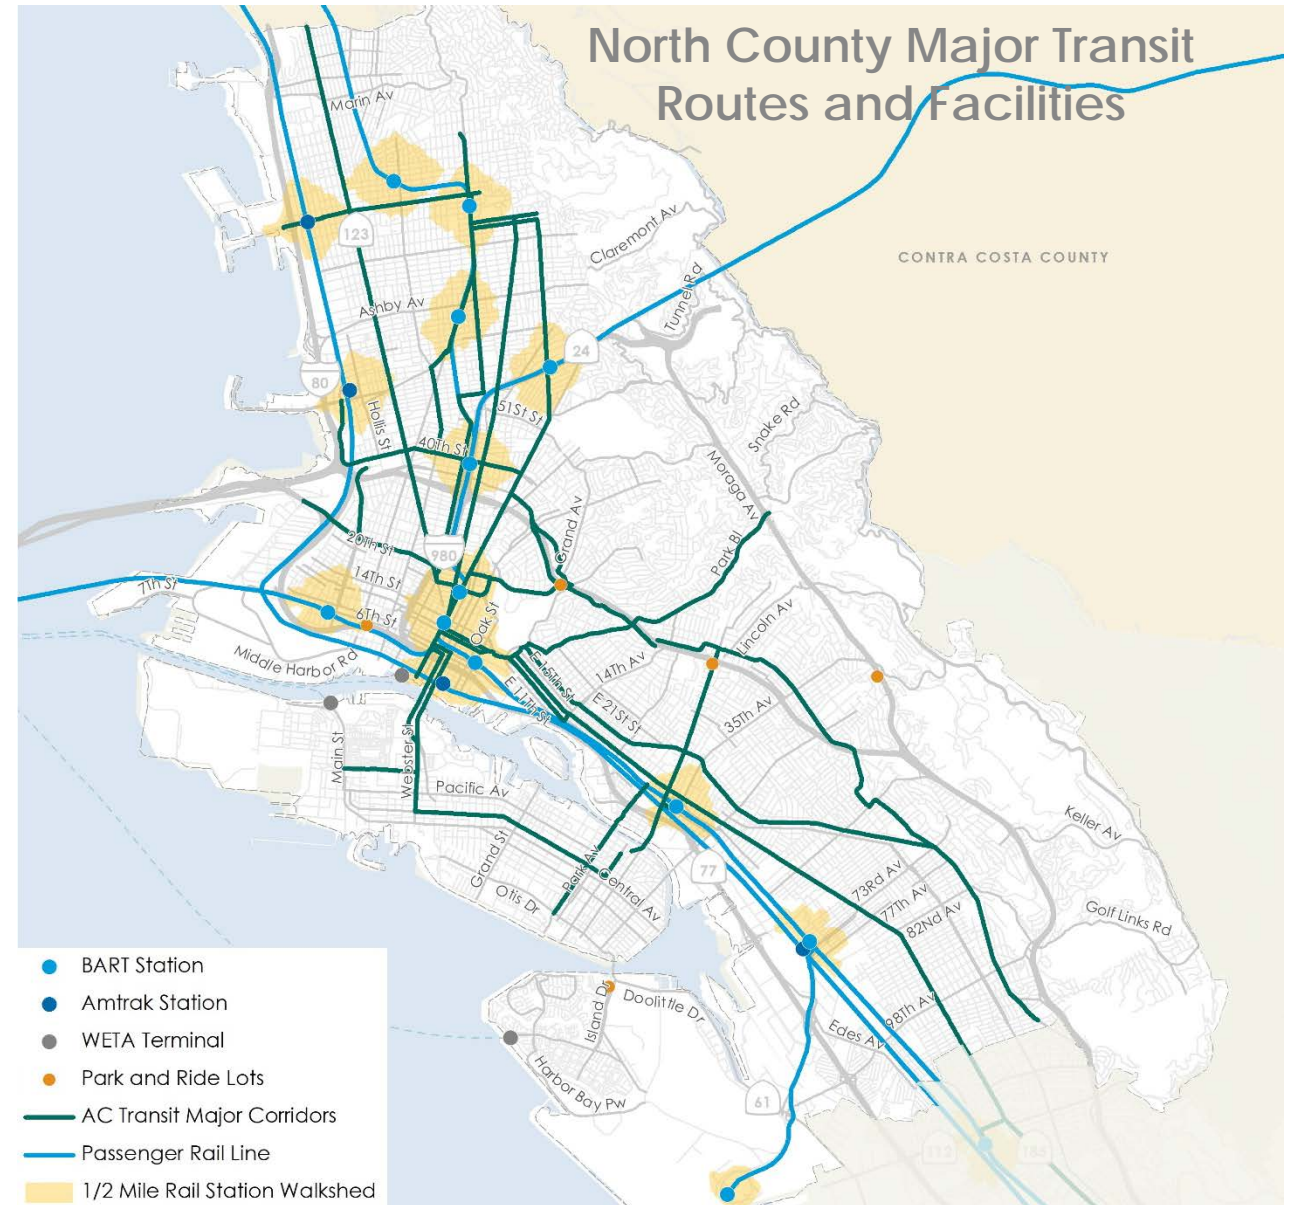 North County Major Transit
Routes and Facilities
Marin Av
123
Claremont Av
CONTRA COSTA COUNTY
Ashby Av
Tunnel Rd
24
80
Hollis St
51St St
Snake Rd
40Th St
Moraga Av
Grand Av
980
20Th St
Park Bl
14Th St
7Th St
6Th St
Oak St
Lincoln Av
Middle Harbor Rd
14Th Av
E 15Th St
E 11Th St
E 21St St
35Th Av
Main St
Webster St
Pacific Av
Keller Av
Grand St
Park Av
Central Av
77
73Rd Av
77Th Av
82Nd Av
Otis Dr
Golf Links Rd
BART Station
Amtrak Station
WETA Terminal
Park and Ride Lots
AC Transit Major Corridors
Passenger Rail Line
1/2 Mile Rail Station Walkshed
Island Dr
Doolittle Dr
98Th Av
Edes Av
Harbor Bay Pw
61
112
185